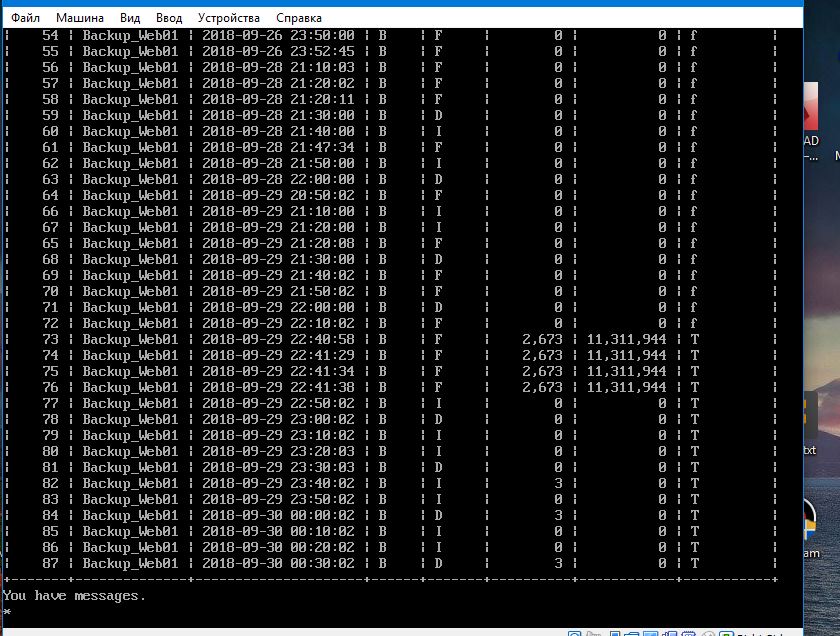 Файл Машина Вид Ввод Устройства Справка
| 54 | Backup_Web01 | 2018-09-26 23:50:00 | B | F | 0 | 0 | f |
| 55 | Backup_Web01 | 2018-09-26 23:52:45 | B | F | 0 | 0 | f |
| 56 | Backup_Web01 | 2018-09-28 21:10:03 | B | F | 0 | 0 | f |
| 57 | Backup_Web01 | 2018-09-28 21:20:02 | B | F | 0 | 0 | f |
| 58 | Backup_Web01 | 2018-09-28 21:20:11 | B | F | 0 | 0 | f |
| 59 | Backup_Web01 | 2018-09-28 21:30:00 | B | D | 0 | 0 | f |
| 60 | Backup_Web01 | 2018-09-28 21:40:00 | B | I | 0 | 0 | f |
| 61 | Backup_Web01 | 2018-09-28 21:47:34 | B | F | 0 | 0 | f |
| 62 | Backup_Web01 | 2018-09-28 21:50:00 | B | I | 0 | 0 | f |
| 63 | Backup_Web01 | 2018-09-28 22:00:00 | B | D | 0 | 0 | f |
| 64 | Backup_Web01 | 2018-09-29 20:50:02 | B | F | 0 | 0 | f |
| 66 | Backup_Web01 | 2018-09-29 21:10:00 | B | I | 0 | 0 | f |
| 67 | Backup_Web01 | 2018-09-29 21:20:00 | B | I | 0 | 0 | f |
| 65 | Backup_Web01 | 2018-09-29 21:20:08 | B | F | 0 | 0 | f |
| 68 | Backup_Web01 | 2018-09-29 21:30:00 | B | D | 0 | 0 | f |
| 69 | Backup_Web01 | 2018-09-29 21:40:02 | B | F | 0 | 0 | f |
| 70 | Backup_Web01 | 2018-09-29 21:50:02 | B | F | 0 | 0 | f |
| 71 | Backup_Web01 | 2018-09-29 22:00:00 | B | D | 0 | 0 | f |
| 72 | Backup_Web01 | 2018-09-29 22:10:02 | B | F | 0 | 0 | f |
| 73 | Backup_Web01 | 2018-09-29 22:40:58 | B | F | 2,673 | 11,311,944 | T |
| 74 | Backup_Web01 | 2018-09-29 22:41:29 | B | F | 2,673 | 11,311,944 | T |
| 75 | Backup_Web01 | 2018-09-29 22:41:34 | B | F | 2,673 | 11,311,944 | T |
| 76 | Backup_Web01 | 2018-09-29 22:41:38 | B | F | 2,673 | 11,311,944 | T |
| 77 | Backup_Web01 | 2018-09-29 22:50:02 | B | I | 0 | 0 | T |
| 78 | Backup_Web01 | 2018-09-29 23:00:02 | B | D | 0 | 0 | T |
| 79 | Backup_Web01 | 2018-09-29 23:10:02 | B | I | 0 | 0 | T |
| 80 | Backup_Web01 | 2018-09-29 23:20:03 | B | I | 0 | 0 | T |
| 81 | Backup_Web01 | 2018-09-29 23:30:03 | B | D | 0 | 0 | T |
| 82 | Backup_Web01 | 2018-09-29 23:40:02 | B | I | 3 | 0 | T |
| 83 | Backup_Web01 | 2018-09-29 23:50:02 | B | I | 0 | 0 | T |
| 84 | Backup_Web01 | 2018-09-30 00:00:02 | B | D | 3 | 0 | T |
| 85 | Backup_Web01 | 2018-09-30 00:10:02 | B | I | 0 | 0 | T |
| 86 | Backup_Web01 | 2018-09-30 00:20:02 | B | I | 0 | 0 | T |
| 87 | Backup_Web01 | 2018-09-30 00:30:02 | B | D | 3 | 0 | T |
You have messages.
*
AD
txt
am